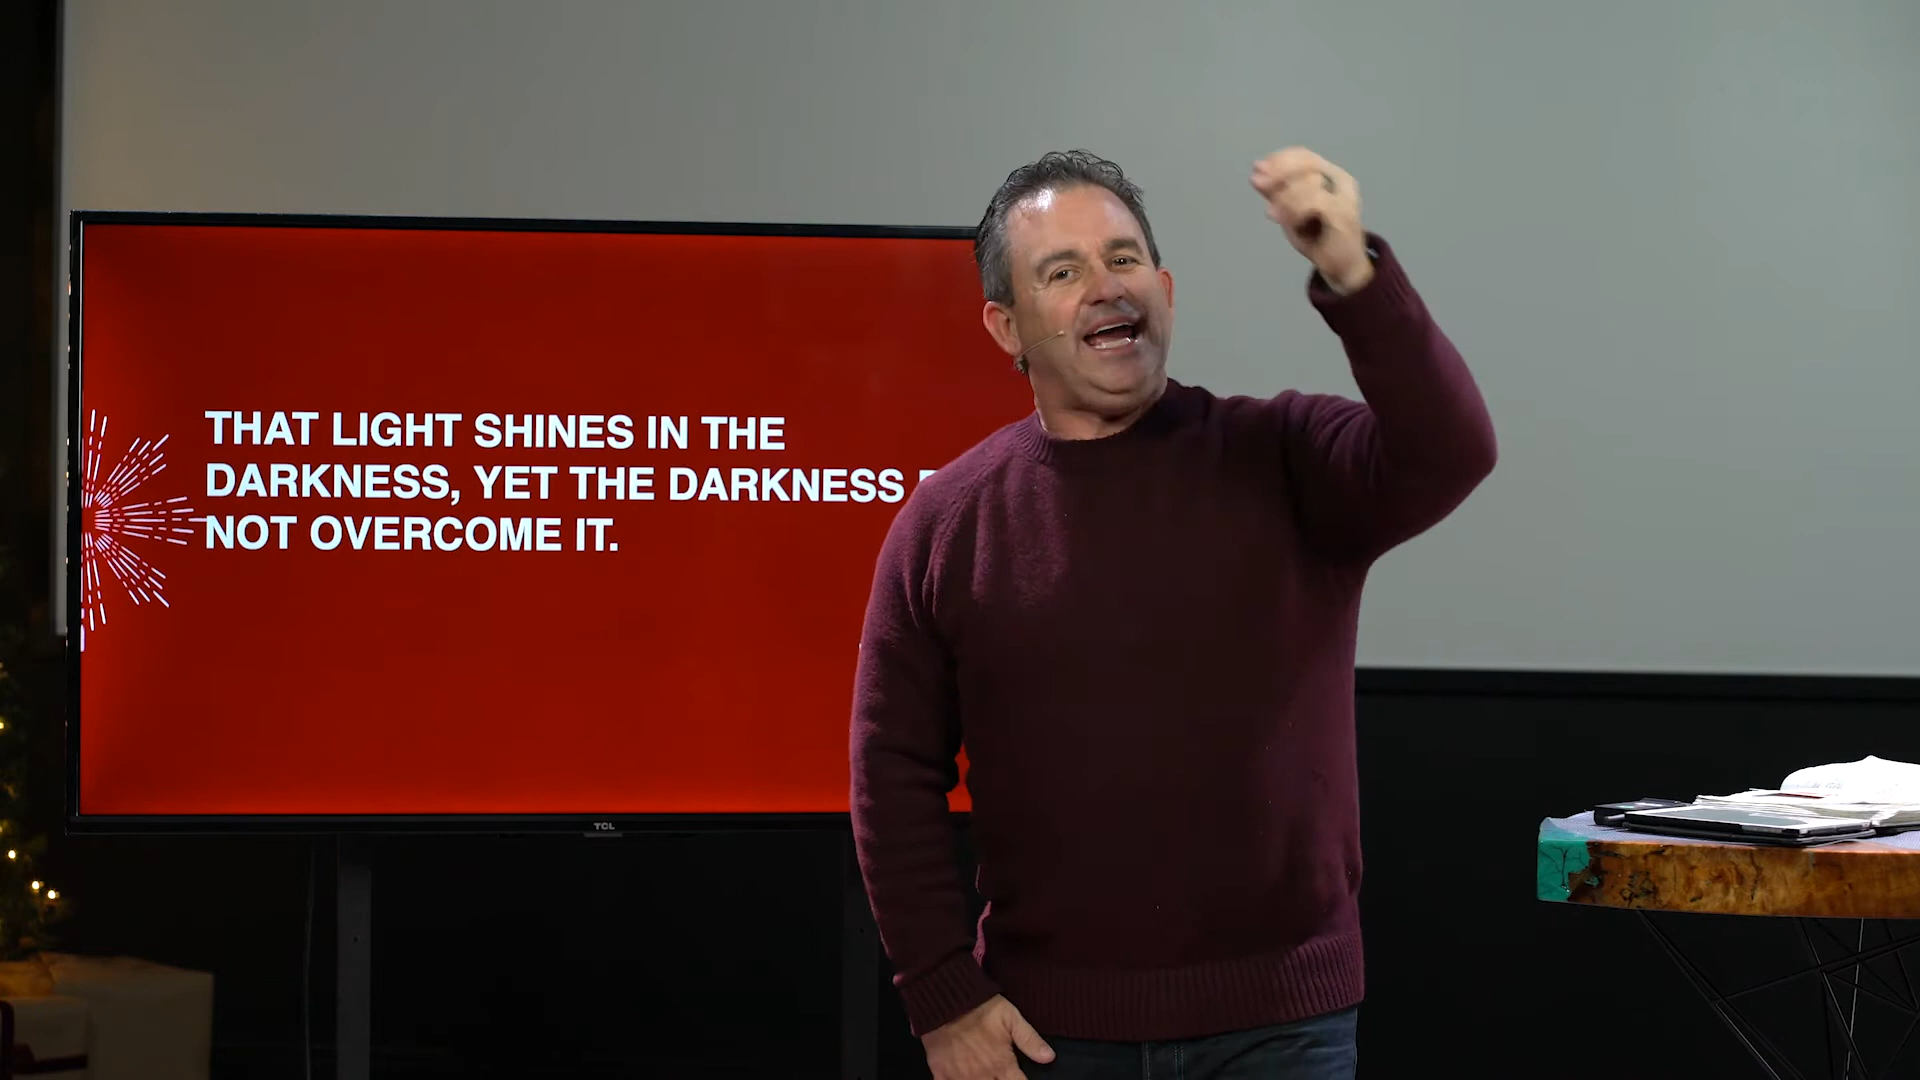 THAT LIGHT SHINES IN THE
DARKNESS, YET THE DARKNESS
NOT OVERCOME IT.
TCL